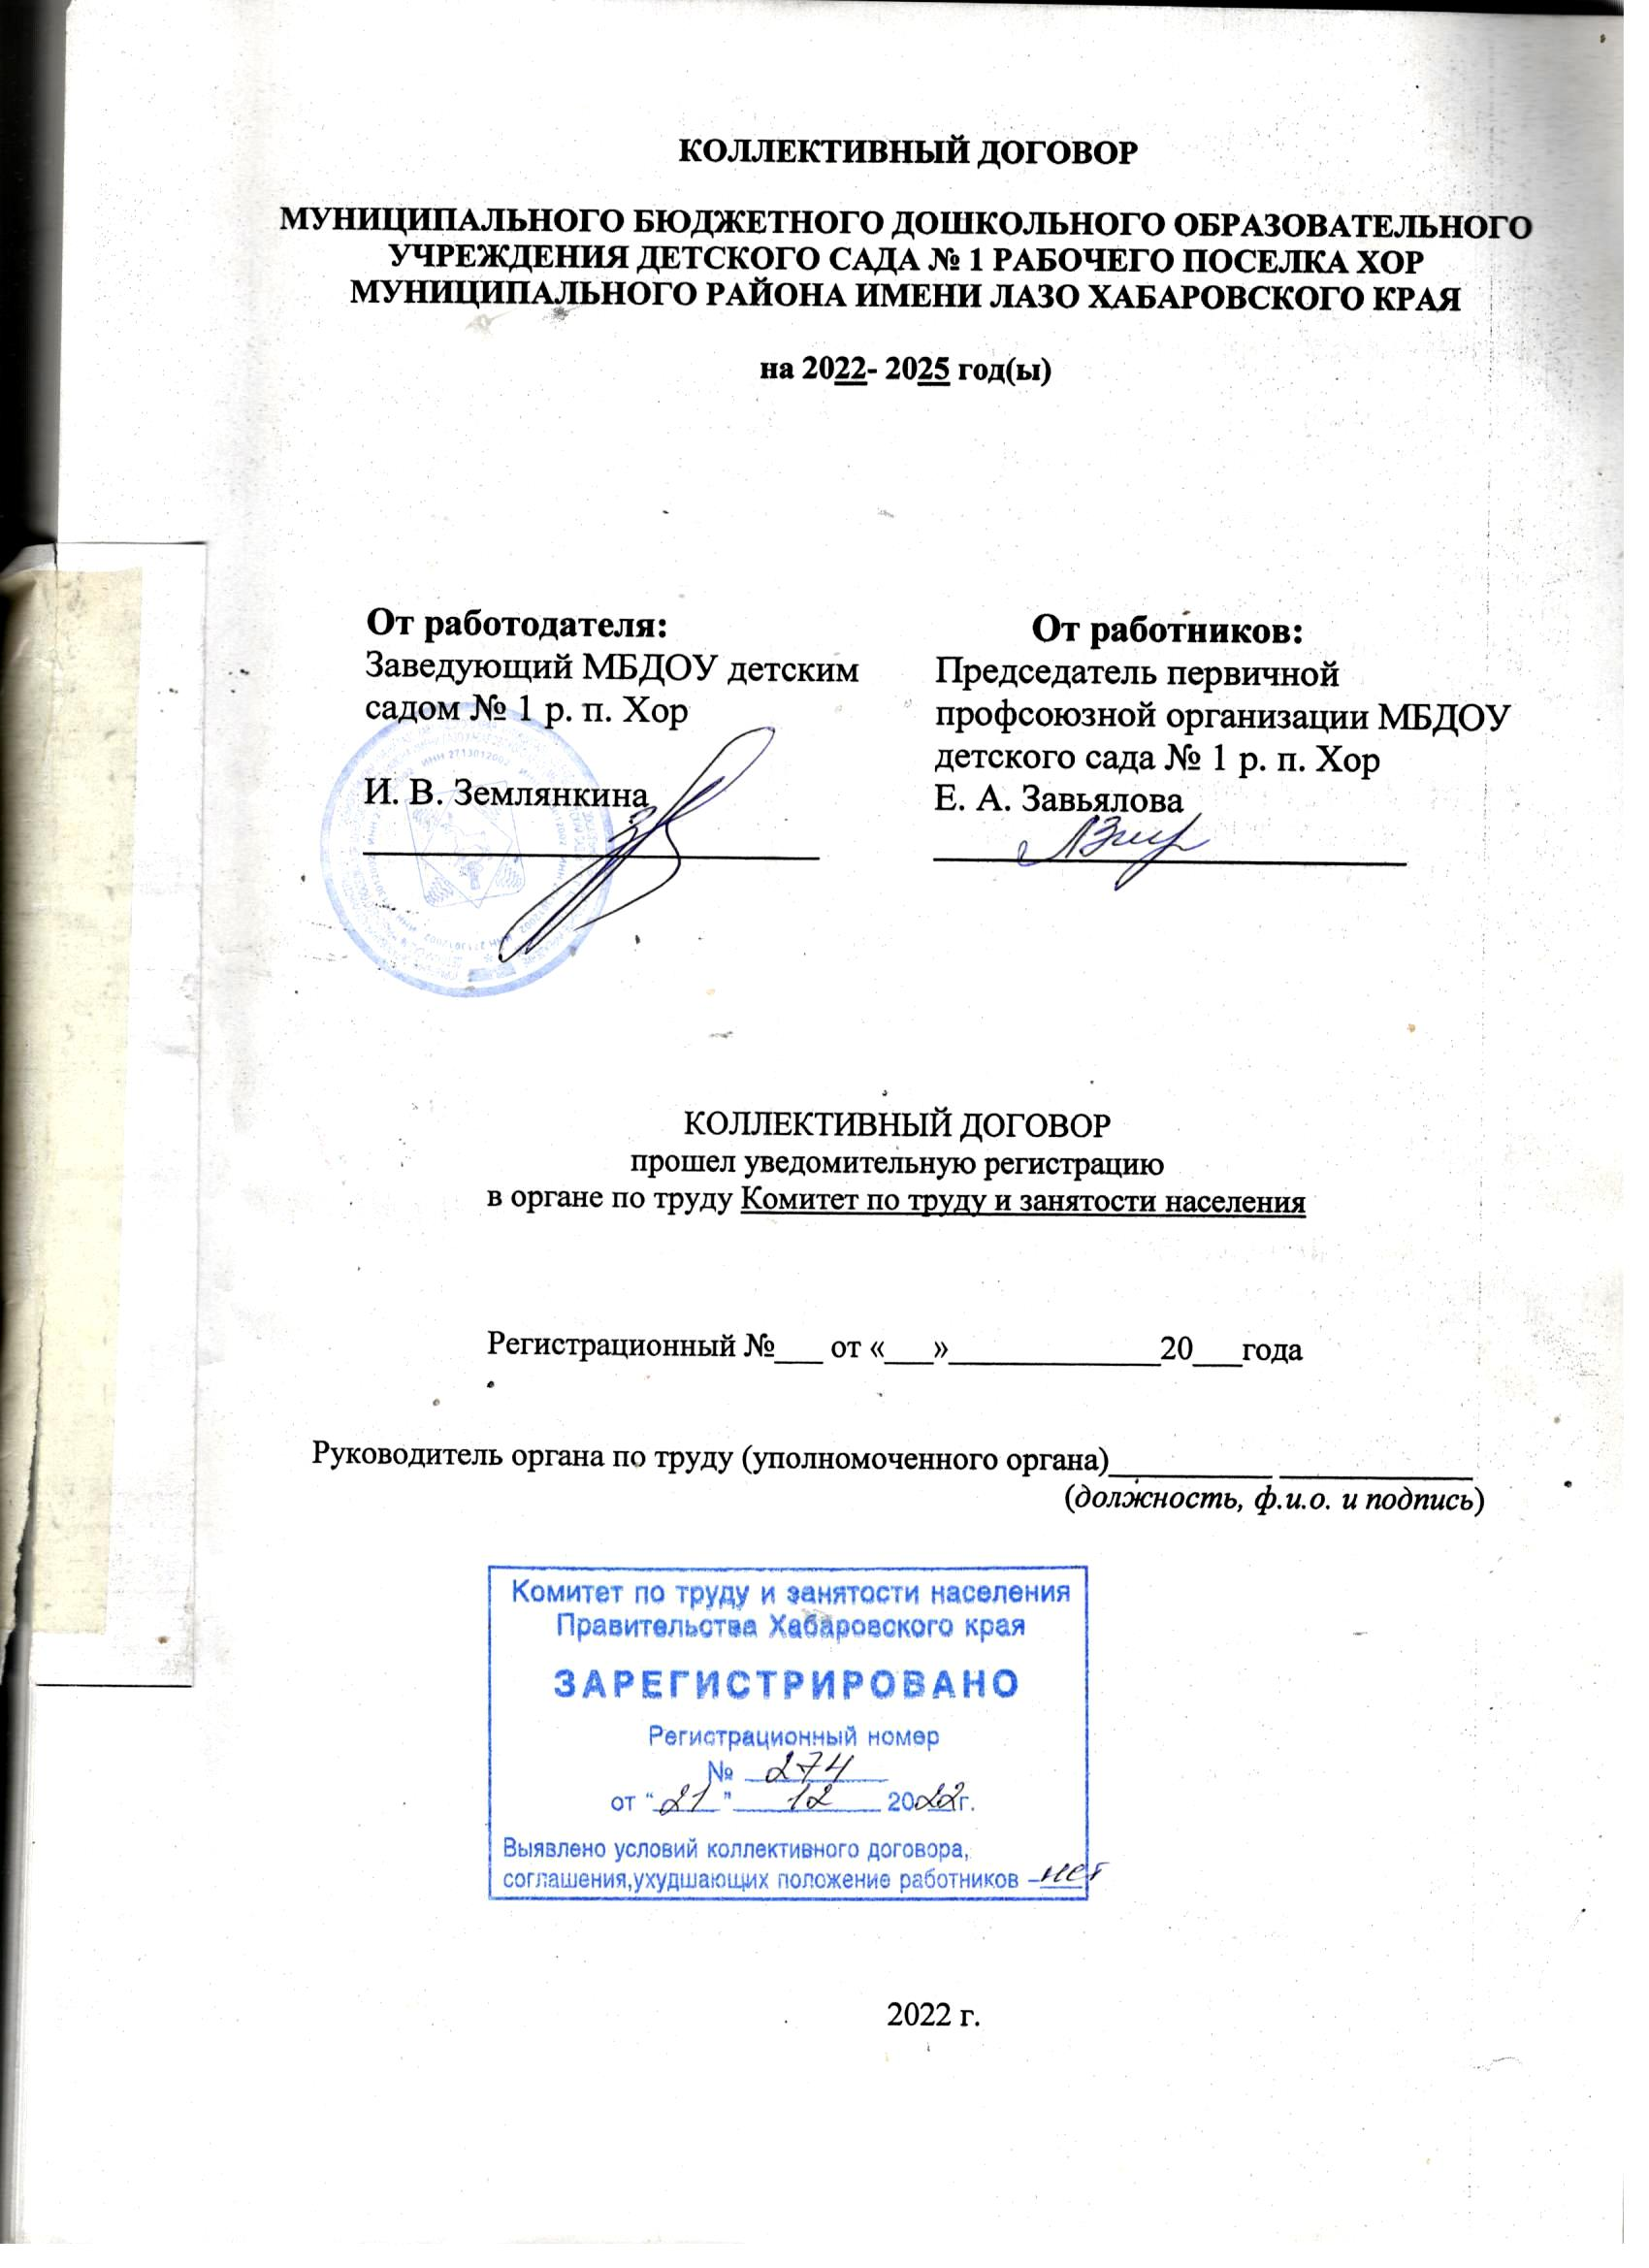 КОЛЛЕКТИВНЫЙ ДОГОВОР
МУНИЦИПАЛЬНОГО БЮДЖЕТНОГО ДОШКОЛЬНОГО ОБРАЗОВАТЕЛЬНОГО
УЧРЕЖДЕНИЯ ДЕТСКОГО САДА № 1 РАБОЧЕГО ПОСЕЛКА ХОР
МУНИЦИПАЛЬНОГО РАЙОНА ИМЕНИ ЛАЗО ХАБАРОВСКОГО КРАЯ
на 2022- 2025 год(ы)
От работодателя:
Заведующий МБДОУ детским
садом № 1 р. п. Хор
И. В. Землянкина
От работников:
Председатель первичной
профсоюзной организации МБДОУ
детского сада № 1 р. п. Хор
Е. А. Завьялова
ИНН 2713012002
КОЛЛЕКТИВНЫЙ ДОГОВОР
прошел уведомительную регистрацию
в органе по труду Комитет по труду и занятости населения
Регистрационный №___ от «___»_____________20___года
Руководитель органа по труду (уполномоченного органа)__________ ____________
(должность, ф.и.о. и подпись)
Комитет по труду и занятости населения
Правительства Хабаровского края
ЗАРЕГИСТРИРОВАНО
Регистрационный номер
№ 274
от "21" 12 2022г.
Выявлено условий коллективного договора,
соглашения,ухудшающих положение работников – нет
2022 г.